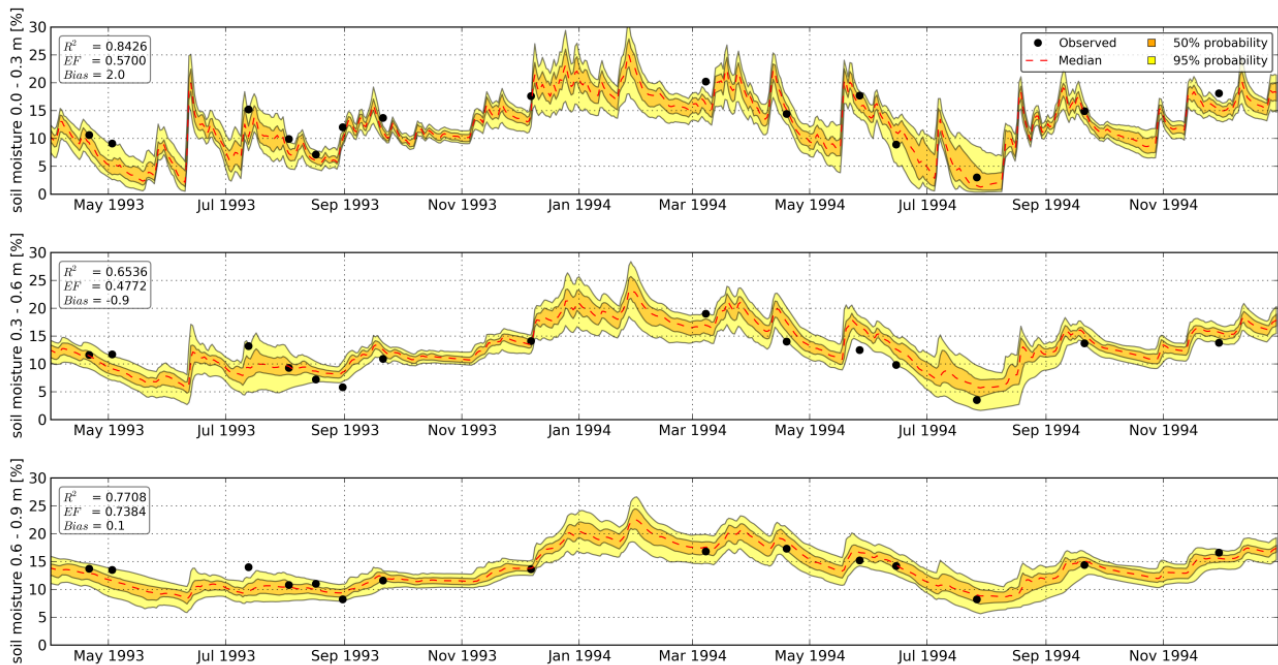 soil moisture 0.0 - 0.3 m [%]
30
25
20
15
10
5
0
R² = 0.8426
EF = 0.5700
Bias = 2.0
Observed
Median
50% probability
95% probability
May 1993 Jul 1993 Sep 1993 Nov 1993 Jan 1994 Mar 1994 May 1994 Jul 1994 Sep 1994 Nov 1994
soil moisture 0.3 - 0.6 m [%]
30
25
20
15
10
5
0
R² = 0.6536
EF = 0.4772
Bias = -0.9
May 1993 Jul 1993 Sep 1993 Nov 1993 Jan 1994 Mar 1994 May 1994 Jul 1994 Sep 1994 Nov 1994
soil moisture 0.6 - 0.9 m [%]
30
25
20
15
10
5
0
R² = 0.7708
EF = 0.7384
Bias = 0.1
May 1993 Jul 1993 Sep 1993 Nov 1993 Jan 1994 Mar 1994 May 1994 Jul 1994 Sep 1994 Nov 1994